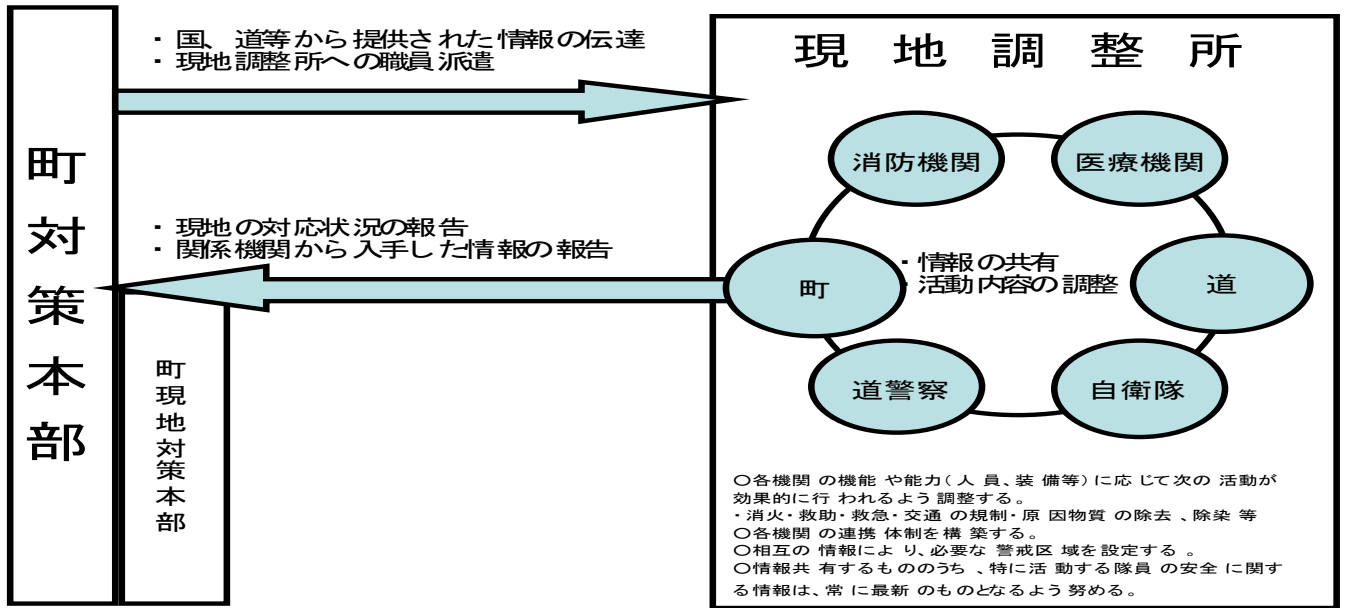 町対策本部
・国、道等から提供された情報の伝達
・現地調整所への職員派遣
・現地の対応状況の報告
・関係機関から入手した情報の報告
町現地対策本部
現地調整所
消防機関
医療機関
町
・情報の共有
・活動内容の調整
道
道警察
自衛隊
○各機関の機能や能力(人員、装備等)に応じて次の活動が
効果的に行われるよう調整する。
・消火・救助・救急・交通の規制・原因物質の除去、除染等
○各機関の連携体制を構築する。
○相互の情報により、必要な警戒区域を設定する。
○情報共有するもののうち、特に活動する隊員の安全に関す
る情報は、常に最新のものとなるよう努める。